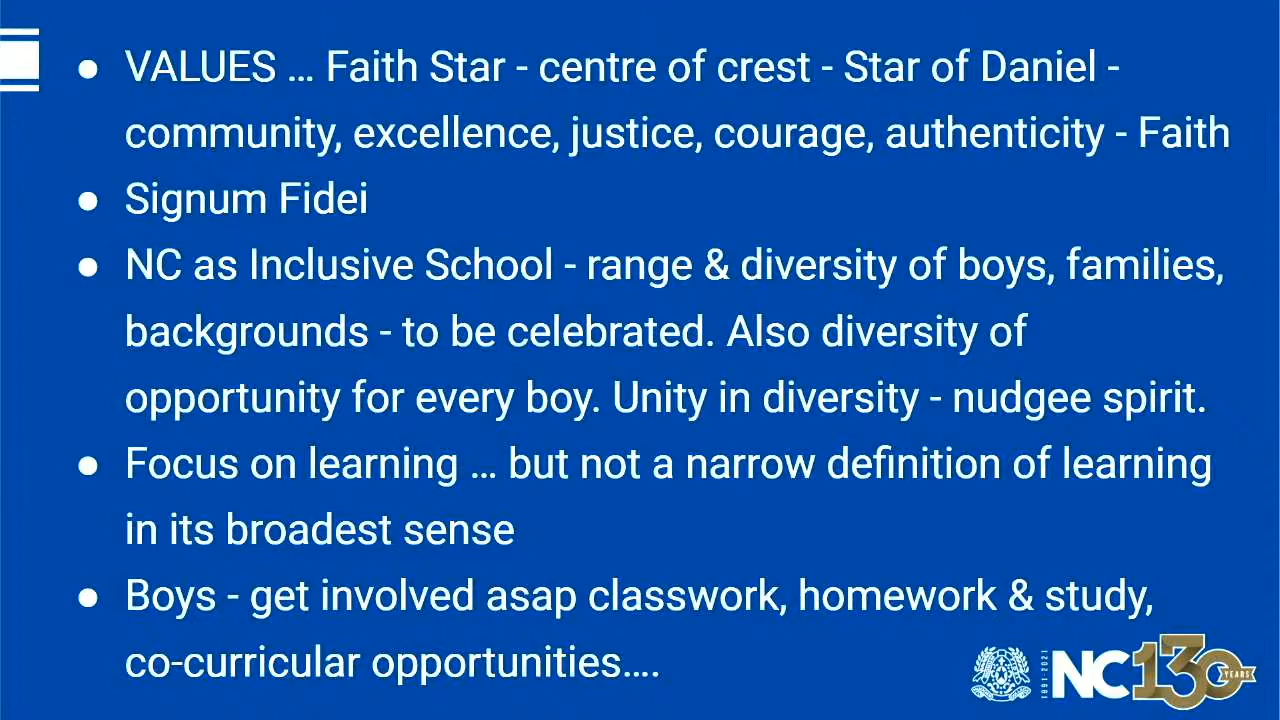 ● VALUES … Faith Star - centre of crest - Star of Daniel -
community, excellence, justice, courage, authenticity - Faith
● Signum Fidei
● NC as Inclusive School - range & diversity of boys, families,
backgrounds - to be celebrated. Also diversity of
opportunity for every boy. Unity in diversity - nudgee spirit.
● Focus on learning … but not a narrow definition of learning
in its broadest sense
● Boys - get involved asap classwork, homework & study,
co-curricular opportunities….
1891-2021
NC130
YEARS